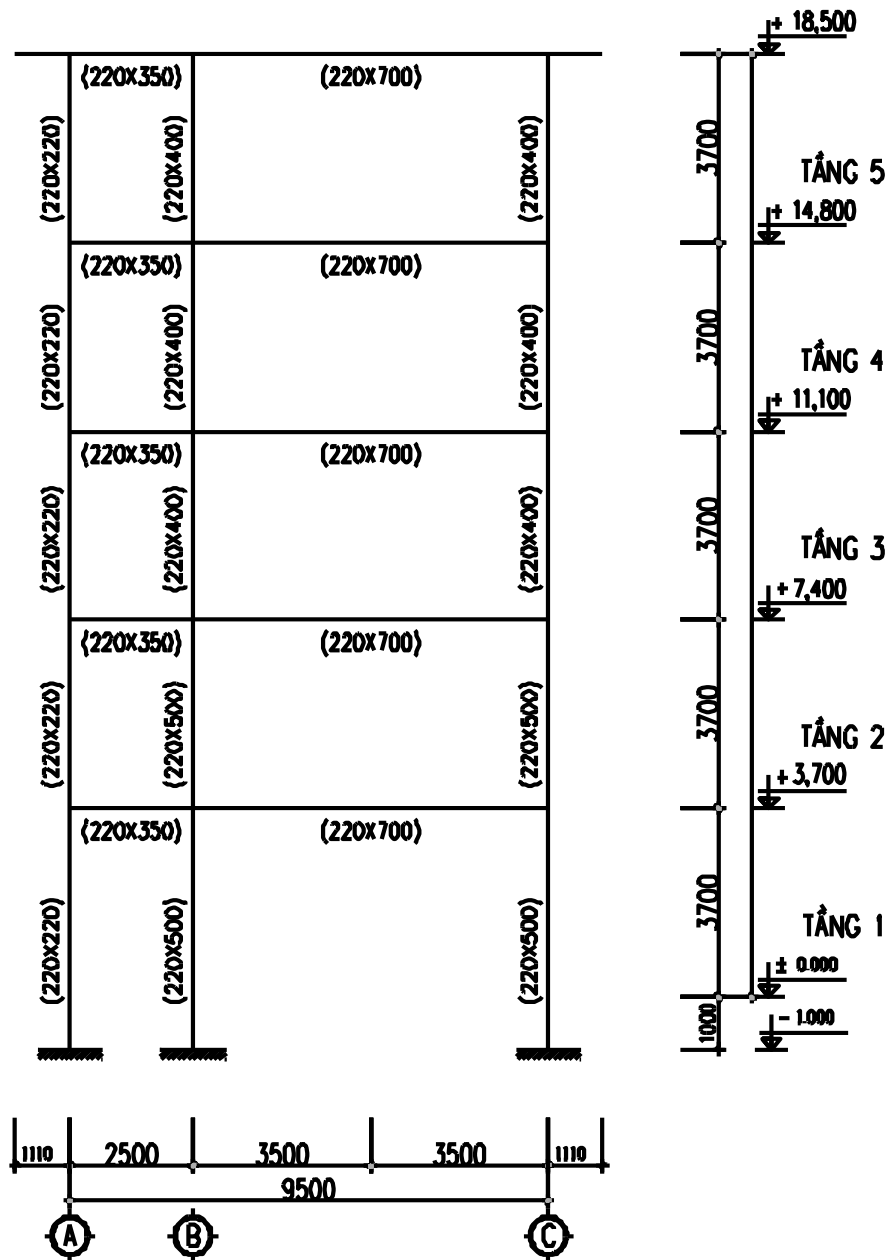 + 18,500
(220X350) (220X700)
(220X220) (220X400) (220X400) 3700
TẦNG 5
+ 14,800
(220X350) (220X700)
(220X220) (220X400) (220X400) 3700
TẦNG 4
+ 11,100
(220X350) (220X700)
(220X220) (220X400) (220X400) 3700
TẦNG 3
+ 7,400
(220X350) (220X700)
(220X220) (220X500) (220X500) 3700
TẦNG 2
+ 3,700
(220X350) (220X700)
(220X220) (220X500) (220X500) 3700
TẦNG 1
± 0.000
1000 - 1.000
1110 2500 3500 3500 1110
9500
A B C